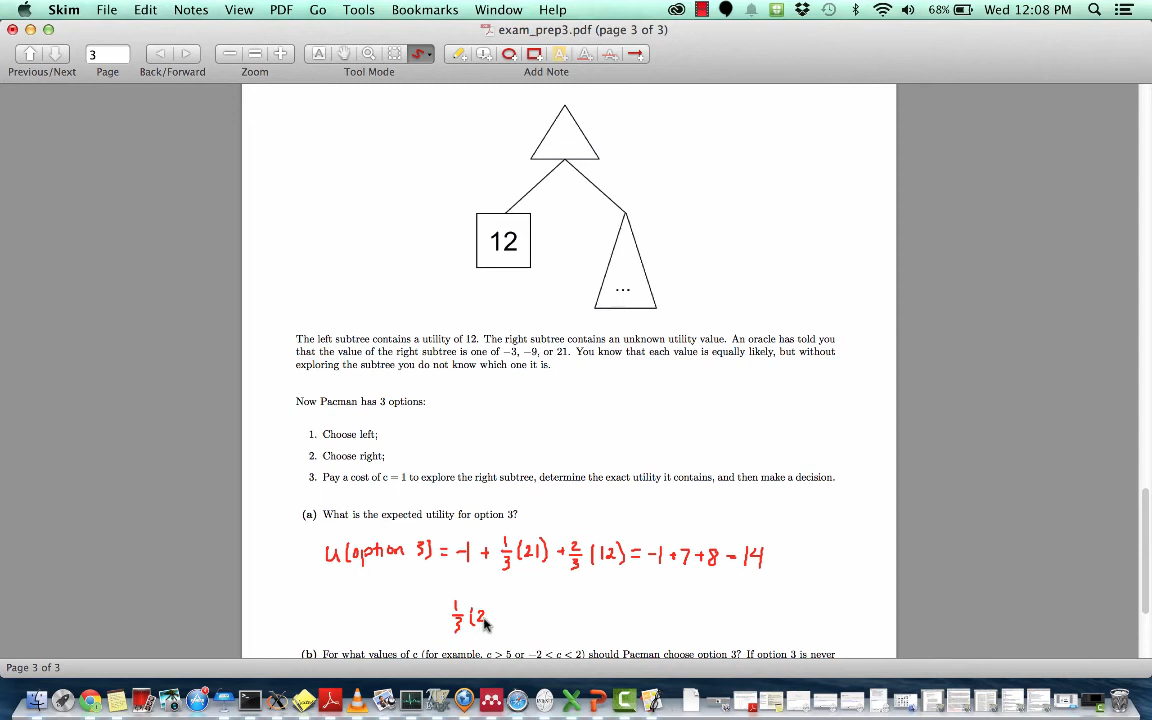 Skim File Edit View PDF Go Tools Bookmarks Window Help 68% Wed 12:08 PM
exam_prep3.pdf (page 3 of 3)
3
Previous/Next Page Back/Forward Zoom Tool Mode Add Note
12
...
The left subtree contains a utility of 12. The right subtree contains an unknown utility value. An oracle has told you
that the value of the right subtree is one of −3, −9, or 21. You know that each value is equally likely, but without
exploring the subtree you do not know which one it is.
Now Pacman has 3 options:
1. Choose left;
2. Choose right;
3. Pay a cost of c = 1 to explore the right subtree, determine the exact utility it contains, and then make a decision.
(a) What is the expected utility for option 3?
U(option 3) = -1 + 1/3 (21) + 2/3 (12) = -1 + 7 + 8 = 14
1/3 (2
(b) For what values of c (for example, c > 5 or −2 < c < 2) should Pacman choose option 3? If option 3 is never
Page 3 of 3